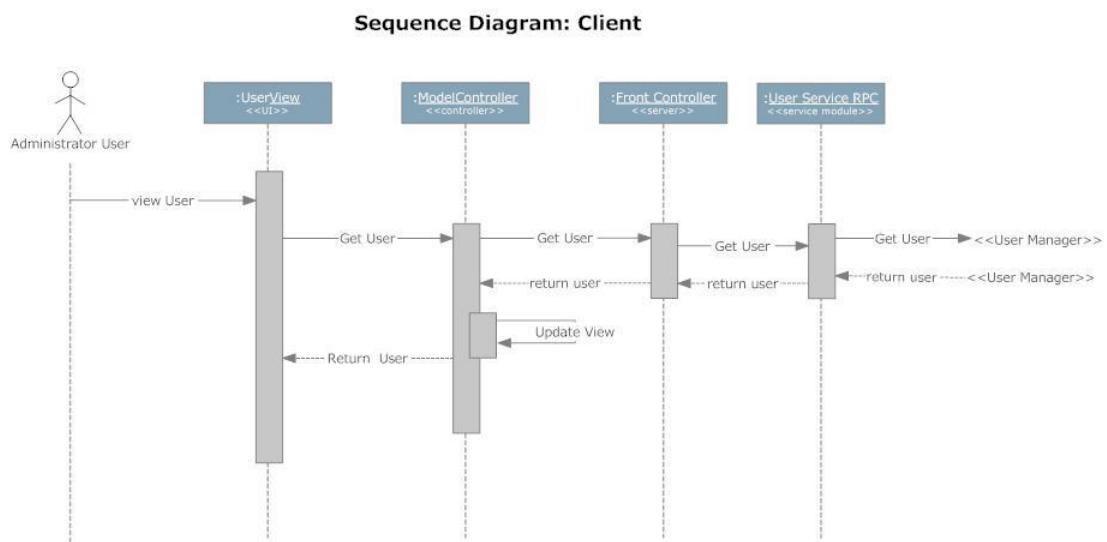 Sequence Diagram: Client
:UserView
<<UI>>
:ModelController
<<controller>>
:Front Controller
<<server>>
:User Service RPC
<<service module>>
Administrator User
view User
Get User
Get User
Get User
Get User
<<User Manager>>
return user
return user
return user
<<User Manager>>
Update View
Return User